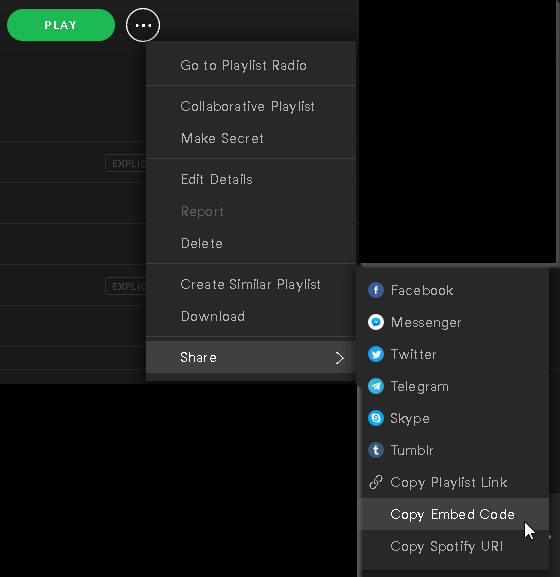 PLAY
Go to Playlist Radio
Collaborative Playlist
Make Secret
EXPLIC
Edit Details
Report
Delete
EXPLIC
Create Similar Playlist
Download
Share
Facebook
Messenger
Twitter
Telegram
Skype
Tumblr
Copy Playlist Link
Copy Embed Code
Copy Spotify URI